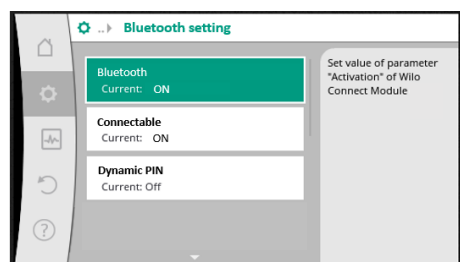 ..▸ Bluetooth setting
Bluetooth
Current: ON
Connectable
Current: ON
Dynamic PIN
Current: Off
Set value of parameter
"Activation" of Wilo
Connect Module
?